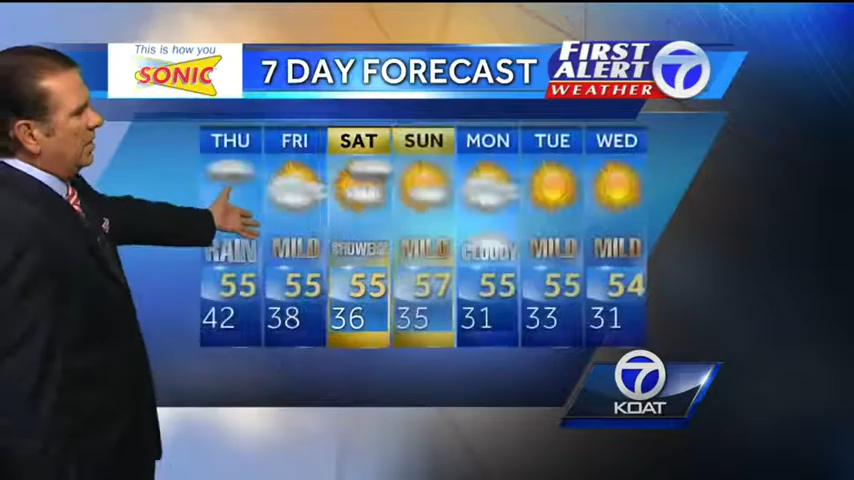 This is how you
SONIC
7 DAY FORECAST
FIRST
ALERT
WEATHER
7
THU FRI SAT SUN MON TUE WED
RAIN MILD SHOWERS MILD CLOUDY MILD MILD
55 55 55 57 55 55 54
42 38 36 35 31 33 31
7
KOAT